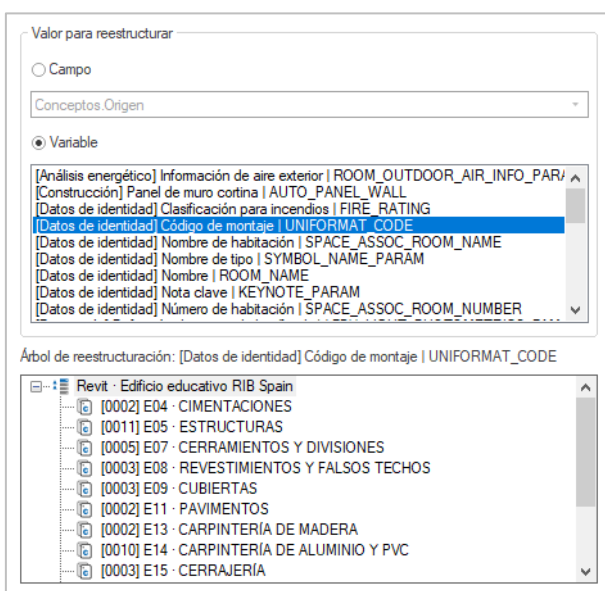 Valor para reestructurar
Campo
Conceptos.Origen
Variable
[Análisis energético] Información de aire exterior | ROOM_OUTDOOR_AIR_INFO_PARA
[Construcción] Panel de muro cortina | AUTO_PANEL_WALL
[Datos de identidad] Clasificación para incendios | FIRE_RATING
[Datos de identidad] Código de montaje | UNIFORMAT_CODE
[Datos de identidad] Nombre de habitación | SPACE_ASSOC_ROOM_NAME
[Datos de identidad] Nombre de tipo | SYMBOL_NAME_PARAM
[Datos de identidad] Nombre | ROOM_NAME
[Datos de identidad] Nota clave | KEYNOTE_PARAM
[Datos de identidad] Número de habitación | SPACE_ASSOC_ROOM_NUMBER
Árbol de reestructuración: [Datos de identidad] Código de montaje | UNIFORMAT_CODE
Revit · Edificio educativo RIB Spain
[0002] E04 · CIMENTACIONES
[0011] E05 · ESTRUCTURAS
[0005] E07 · CERRAMIENTOS Y DIVISIONES
[0003] E08 · REVESTIMIENTOS Y FALSOS TECHOS
[0003] E09 · CUBIERTAS
[0002] E11 · PAVIMENTOS
[0002] E13 · CARPINTERÍA DE MADERA
[0010] E14 · CARPINTERÍA DE ALUMINIO Y PVC
[0003] E15 · CERRAJERÍA